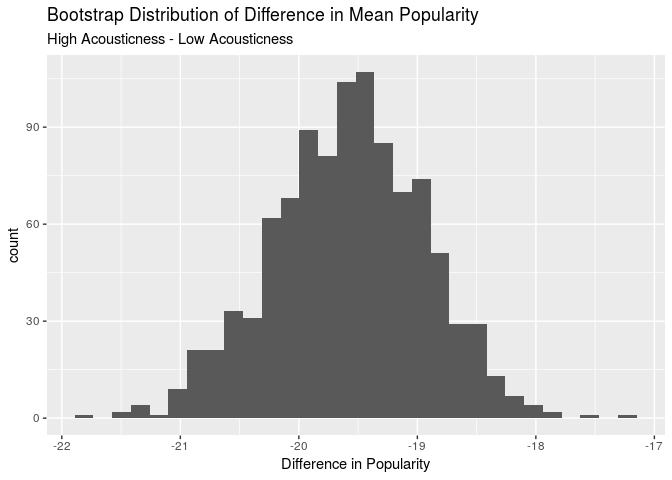 Bootstrap Distribution of Difference in Mean Popularity
High Acousticness - Low Acousticness
90
60
30
0
count
-22 -21 -20 -19 -18 -17
Difference in Popularity